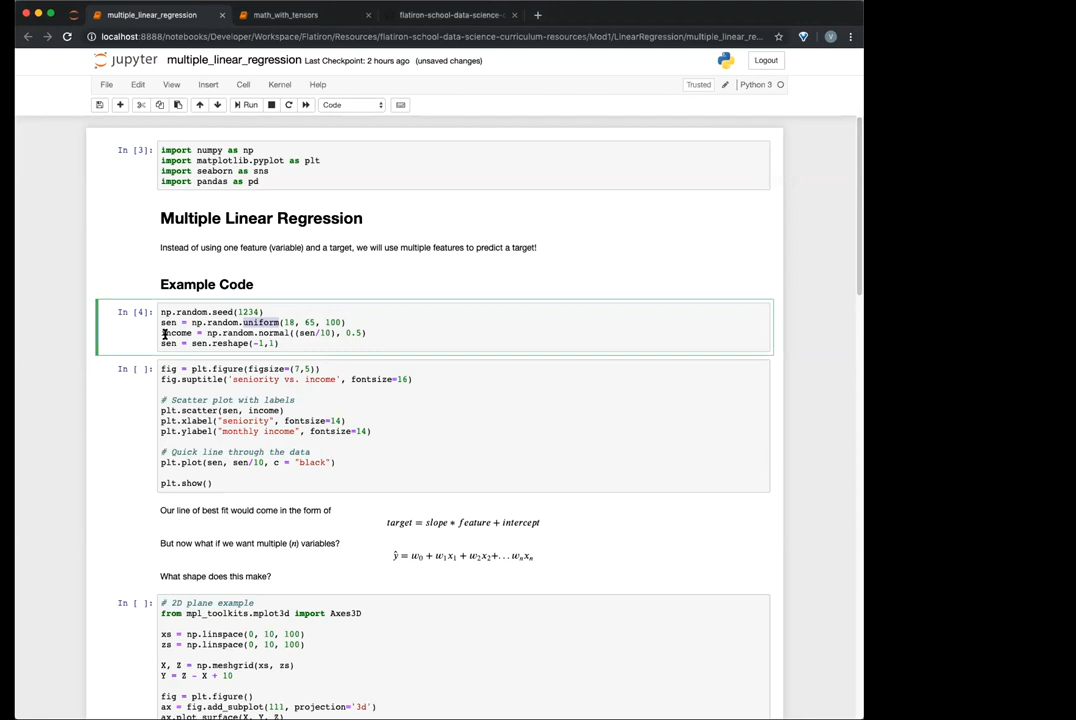 multiple_linear_regression
math_with_tensors
flatiron-school-data-science-c
localhost:8888/notebooks/Developer/Workspace/Flatiron/Resources/flatiron-school-data-science-curriculum-resources/Mod1/LinearRegression/multiple_linear_re...
jupyter multiple_linear_regression Last Checkpoint: 2 hours ago (unsaved changes)
Logout
File Edit View Insert Cell Kernel Help
Trusted
Python 3
Run
Code
In [3]:
import numpy as np
import matplotlib.pyplot as plt
import seaborn as sns
import pandas as pd
Multiple Linear Regression
Instead of using one feature (variable) and a target, we will use multiple features to predict a target!
Example Code
In [4]:
np.random.seed(1234)
sen = np.random.uniform(18, 65, 100)
income = np.random.normal((sen/10), 0.5)
sen = sen.reshape(-1,1)
In [ ]:
fig = plt.figure(figsize=(7,5))
fig.suptitle('seniority vs. income', fontsize=16)
# Scatter plot with labels
plt.scatter(sen, income)
plt.xlabel("seniority", fontsize=14)
plt.ylabel("monthly income", fontsize=14)
# Quick line through the data
plt.plot(sen, sen/10, c = "black")
plt.show()
Our line of best fit would come in the form of
target = slope ∗ feature + intercept
But now what if we want multiple (n) variables?
ŷ = w₀ + w₁x₁ + w₂x₂+. . . wₙxₙ
What shape does this make?
In [ ]:
# 2D plane example
from mpl_toolkits.mplot3d import Axes3D
xs = np.linspace(0, 10, 100)
zs = np.linspace(0, 10, 100)
X, Z = np.meshgrid(xs, zs)
Y = Z - X + 10
fig = plt.figure()
ax = fig.add_subplot(111, projection='3d')
ax.plot_surface(X, Y, Z)